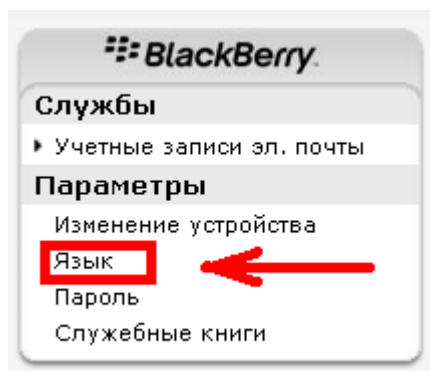 BlackBerry.
Службы
Учетные записи эл. почты
Параметры
Изменение устройства
Язык
Пароль
Служебные книги